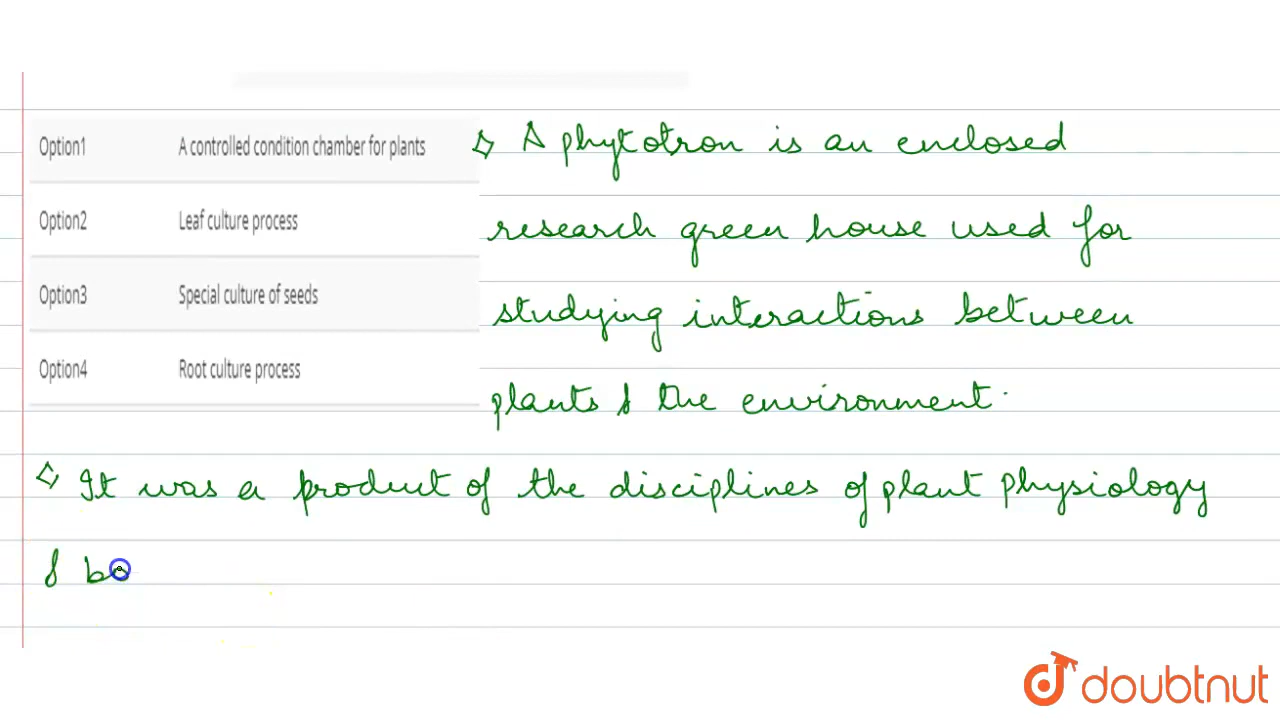 Option1 A controlled condition chamber for plants
A phytotron is an enclosed
Option2 Leaf culture process
research green house used for
Option3 Special culture of seeds
studying interactions between
Option4 Root culture process
plants & the environment.
It was a product of the disciplines of plant physiology
& bo
doubtnut